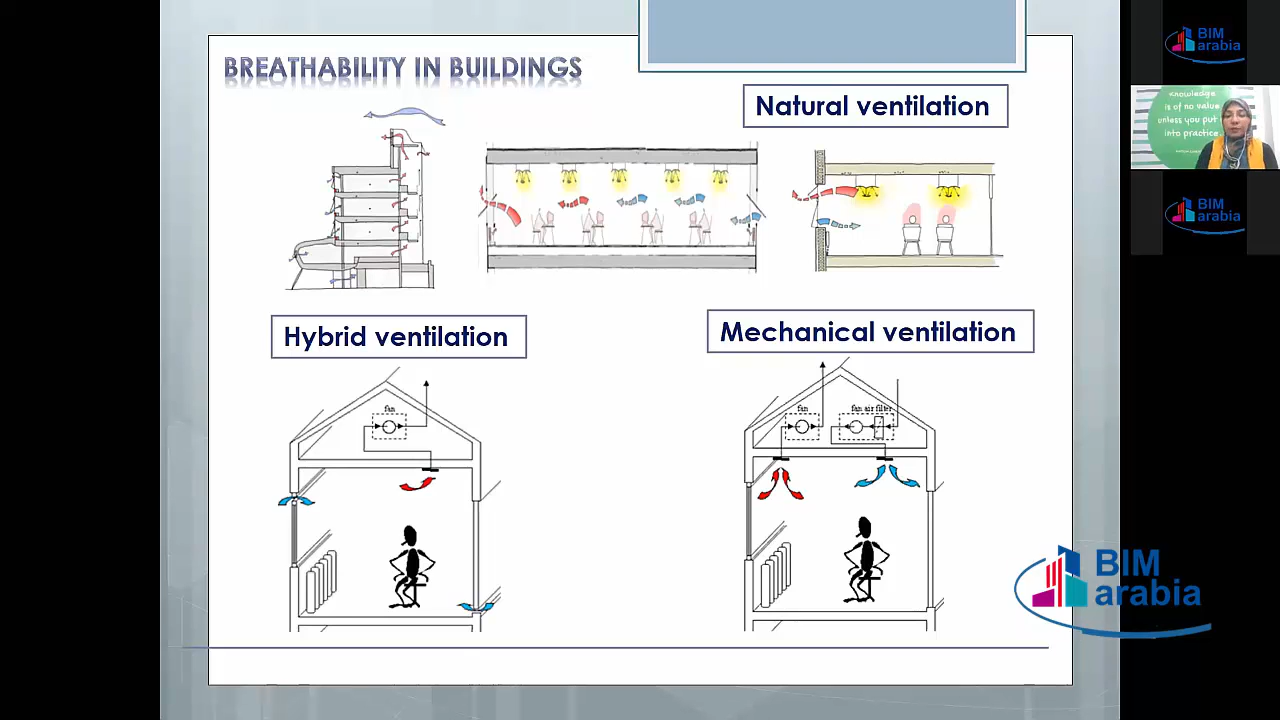 BREATHABILITY IN BUILDINGS
Natural ventilation
Hybrid ventilation
Mechanical ventilation
fan
fan
fan air filter
BIM
arabia
BIM
arabia
knowledge
is of no value
unless you put
into practice
BIM
arabia